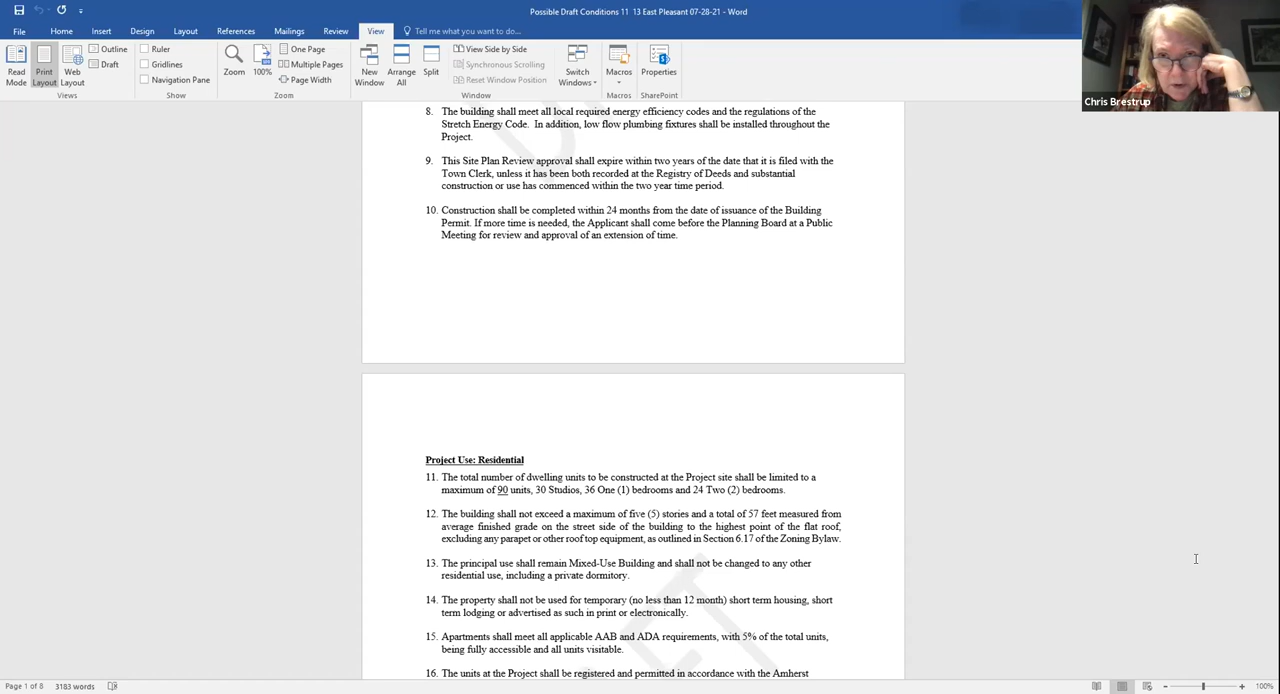 Possible Draft Conditions 11 13 East Pleasant 07-28-21 - Word
File Home Insert Design Layout References Mailings Review View Tell me what you want to do...
Read Mode
Print Layout
Web Layout
Outline
Draft
Views
Ruler
Gridlines
Navigation Pane
Show
Zoom
100%
One Page
Multiple Pages
Page Width
Zoom
New Window
Arrange All
Split
View Side by Side
Synchronous Scrolling
Reset Window Position
Window
Switch Windows
Macros
Macros
Properties
SharePoint
Chris Brestrup
8. The building shall meet all local required energy efficiency codes and the regulations of the
Stretch Energy Code. In addition, low flow plumbing fixtures shall be installed throughout the
Project.
9. This Site Plan Review approval shall expire within two years of the date that it is filed with the
Town Clerk, unless it has been both recorded at the Registry of Deeds and substantial
construction or use has commenced within the two year time period.
10. Construction shall be completed within 24 months from the date of issuance of the Building
Permit. If more time is needed, the Applicant shall come before the Planning Board at a Public
Meeting for review and approval of an extension of time.
Project Use: Residential
11. The total number of dwelling units to be constructed at the Project site shall be limited to a
maximum of 90 units, 30 Studios, 36 One (1) bedrooms and 24 Two (2) bedrooms.
12. The building shall not exceed a maximum of five (5) stories and a total of 57 feet measured from
average finished grade on the street side of the building to the highest point of the flat roof,
excluding any parapet or other roof top equipment, as outlined in Section 6.17 of the Zoning Bylaw.
13. The principal use shall remain Mixed-Use Building and shall not be changed to any other
residential use, including a private dormitory.
14. The property shall not be used for temporary (no less than 12 month) short term housing, short
term lodging or advertised as such in print or electronically.
15. Apartments shall meet all applicable AAB and ADA requirements, with 5% of the total units,
being fully accessible and all units visitable.
16. The units at the Project shall be registered and permitted in accordance with the Amherst
Page 1 of 8 3183 words
100%